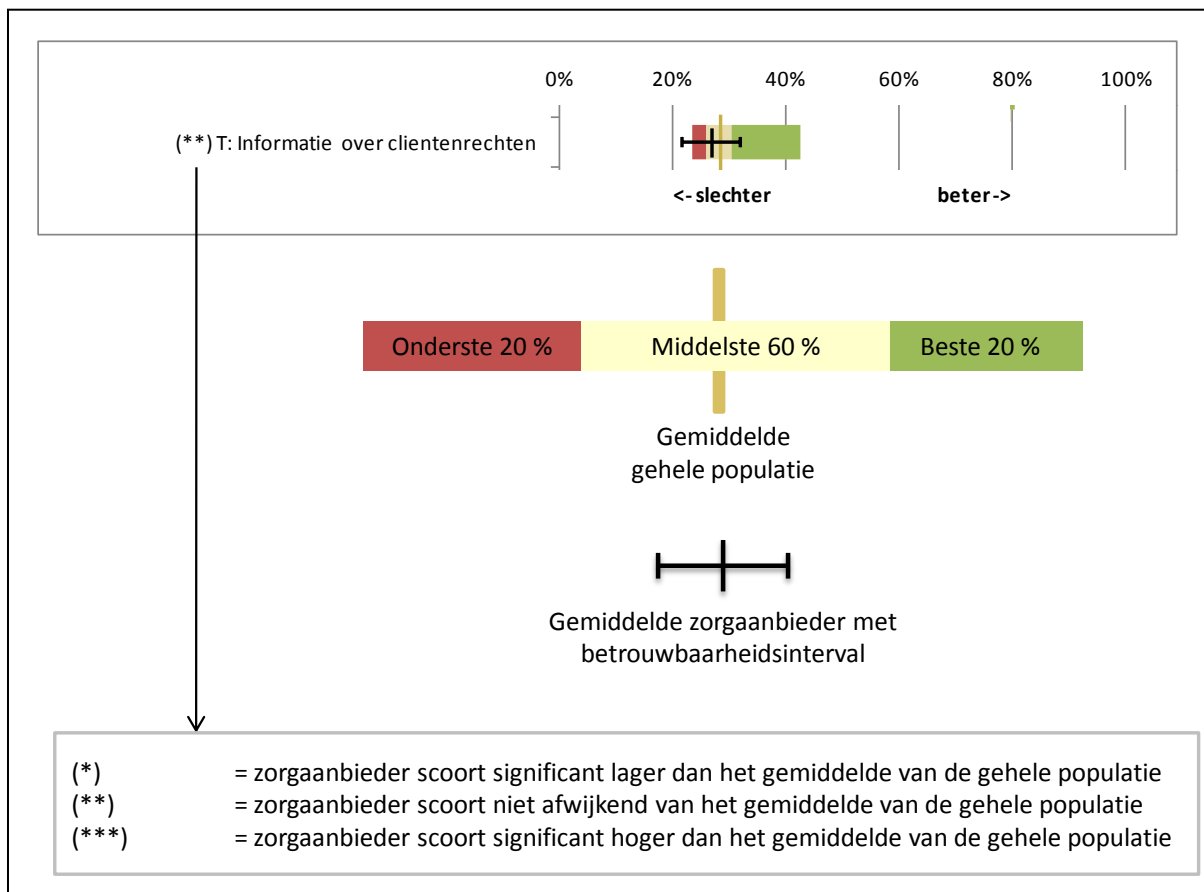 0% 20% 40% 60% 80% 100%
(**) T: Informatie over clientenrechten
<-slechter beter->
Onderste 20 % Middelste 60 % Beste 20 %
Gemiddelde
gehele populatie
Gemiddelde zorgaanbieder met
betrouwbaarheidsinterval
(*) = zorgaanbieder scoort significant lager dan het gemiddelde van de gehele populatie
(**) = zorgaanbieder scoort niet afwijkend van het gemiddelde van de gehele populatie
(***) = zorgaanbieder scoort significant hoger dan het gemiddelde van de gehele populatie